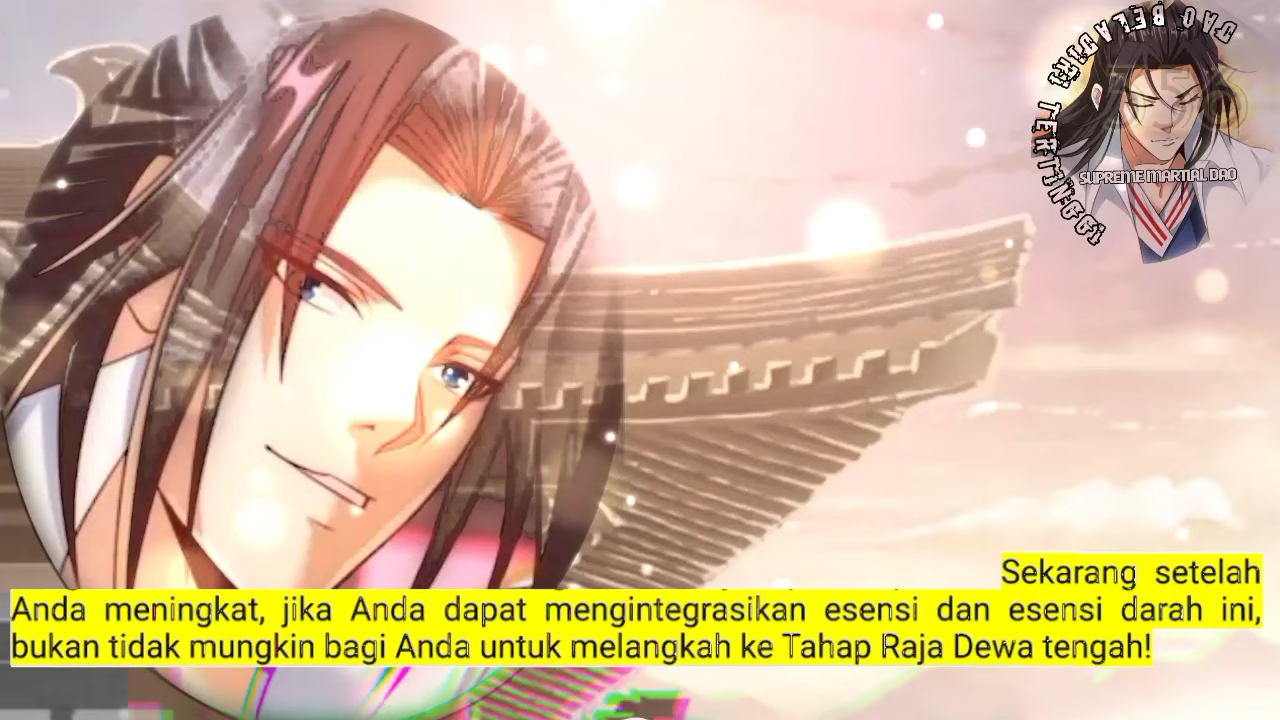 DAO BELADIRI TERTINGGI
SUPREME MARTIAL DAO
Sekarang setelah
Anda meningkat, jika Anda dapat mengintegrasikan esensi dan esensi darah ini,
bukan tidak mungkin bagi Anda untuk melangkah ke Tahap Raja Dewa tengah!